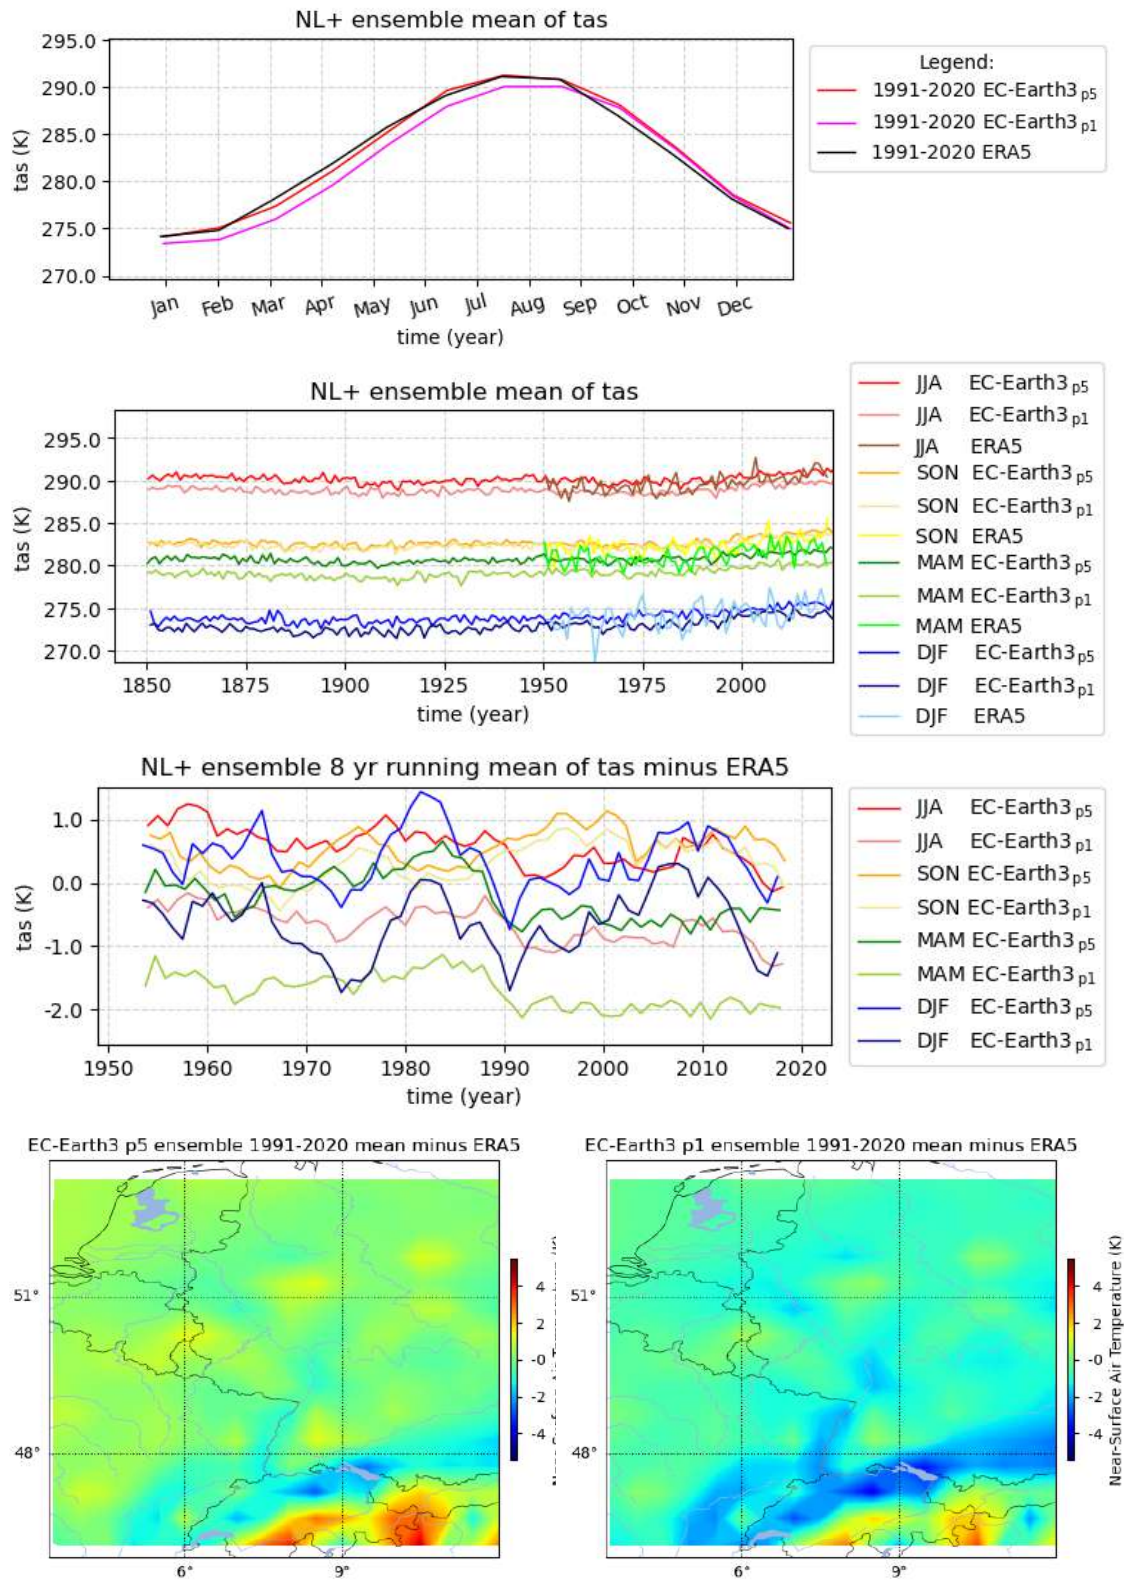 NL+ ensemble mean of tas
295.0
290.0
285.0
280.0
275.0
270.0
tas (K)
Jan Feb Mar Apr May Jun Jul Aug Sep Oct Nov Dec
time (year)
Legend:
1991-2020 EC-Earth3 p5
1991-2020 EC-Earth3 p1
1991-2020 ERA5
NL+ ensemble mean of tas
295.0
290.0
285.0
280.0
275.0
270.0
tas (K)
1850 1875 1900 1925 1950 1975 2000
time (year)
JJA EC-Earth3 p5
JJA EC-Earth3 p1
JJA ERA5
SON EC-Earth3 p5
SON EC-Earth3 p1
SON ERA5
MAM EC-Earth3 p5
MAM EC-Earth3 p1
MAM ERA5
DJF EC-Earth3 p5
DJF EC-Earth3 p1
DJF ERA5
NL+ ensemble 8 yr running mean of tas minus ERA5
1.0
0.0
-1.0
-2.0
tas (K)
1950 1960 1970 1980 1990 2000 2010 2020
time (year)
JJA EC-Earth3 p5
JJA EC-Earth3 p1
SON EC-Earth3 p5
SON EC-Earth3 p1
MAM EC-Earth3 p5
MAM EC-Earth3 p1
DJF EC-Earth3 p5
DJF EC-Earth3 p1
EC-Earth3 p5 ensemble 1991-2020 mean minus ERA5
51°
48°
6° 9°
4
2
-0
-2
-4
EC-Earth3 p1 ensemble 1991-2020 mean minus ERA5
51°
48°
6° 9°
4
2
-0
-2
-4
Near-Surface Air Temperature (K)